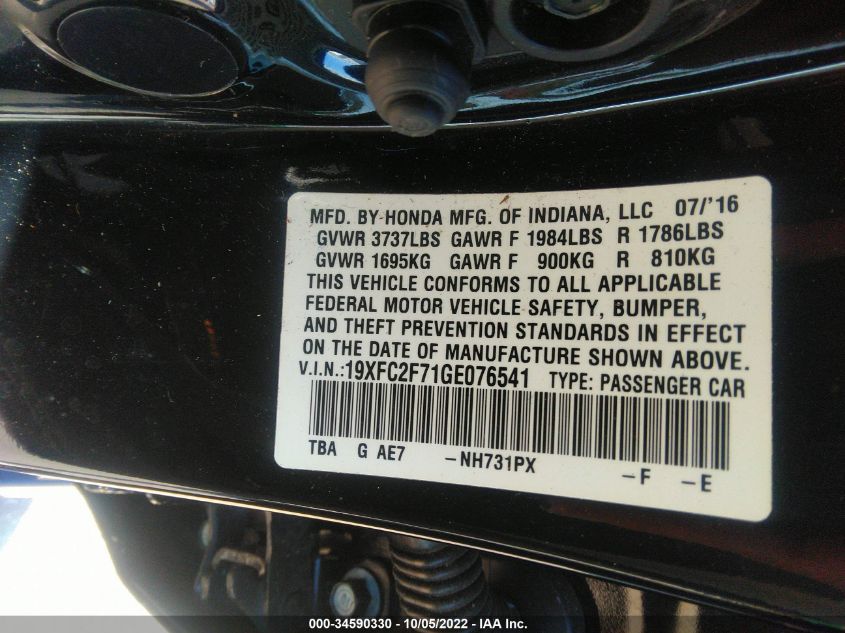 MFD. BY HONDA MFG. OF INDIANA, LLC 07/'16
GVWR 3737LBS GAWR F 1984LBS R 1786LBS
GVWR 1695KG GAWR F 900KG R 810KG
THIS VEHICLE CONFORMS TO ALL APPLICABLE
FEDERAL MOTOR VEHICLE SAFETY, BUMPER,
AND THEFT PREVENTION STANDARDS IN EFFECT
ON THE DATE OF MANUFACTURE SHOWN ABOVE.
V.I.N.:19XFC2F71GE076541 TYPE: PASSENGER CAR
TBA G AE7 -NH731PX -F -E
000-34590330 - 10/05/2022 - IAA Inc.